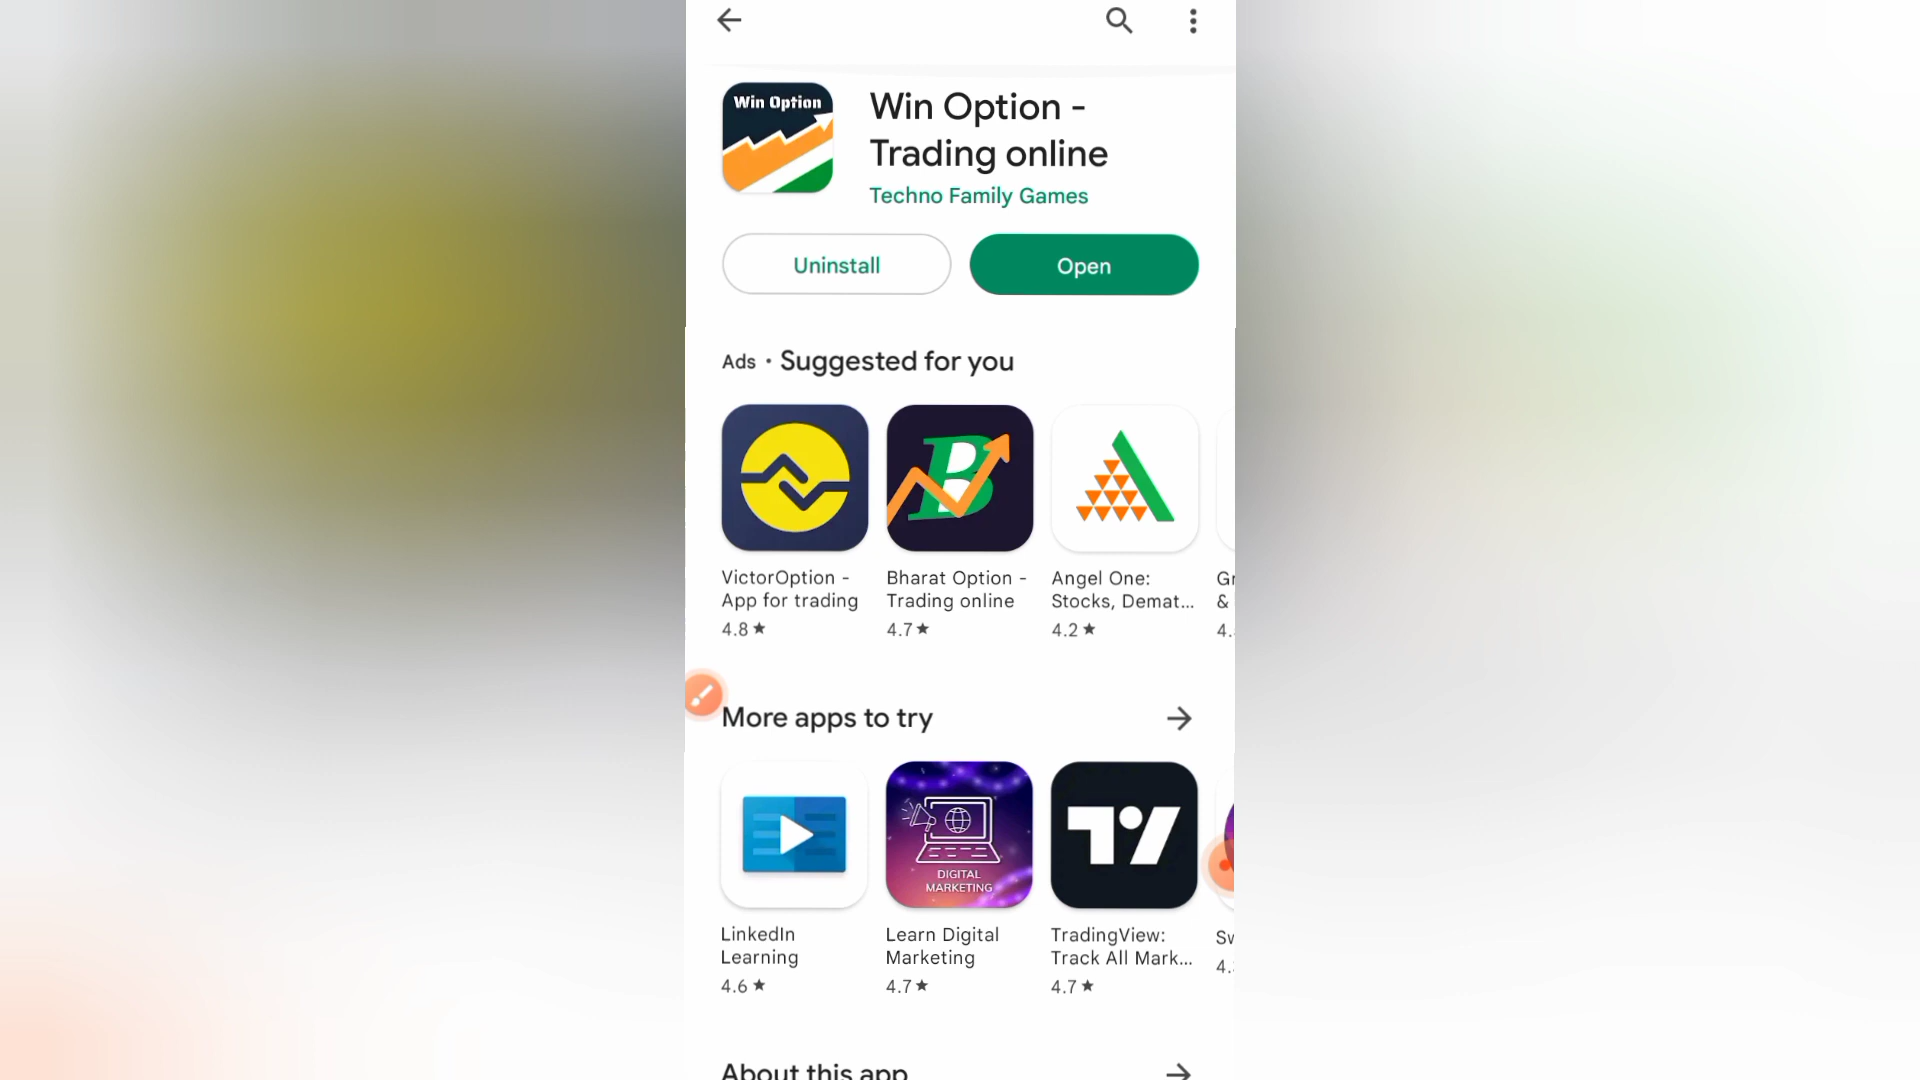 Win Option
Win Option -
Trading online
Techno Family Games
Uninstall
Open
Ads • Suggested for you
VictorOption -
App for trading
4.8 ★
Bharat Option -
Trading online
4.7 ★
Angel One:
Stocks, Demat...
4.2 ★
&
4.
More apps to try
DIGITAL
MARKETING
LinkedIn
Learning
4.6 ★
Learn Digital
Marketing
4.7 ★
TradingView:
Track All Mark...
4.7 ★
4.
About this app